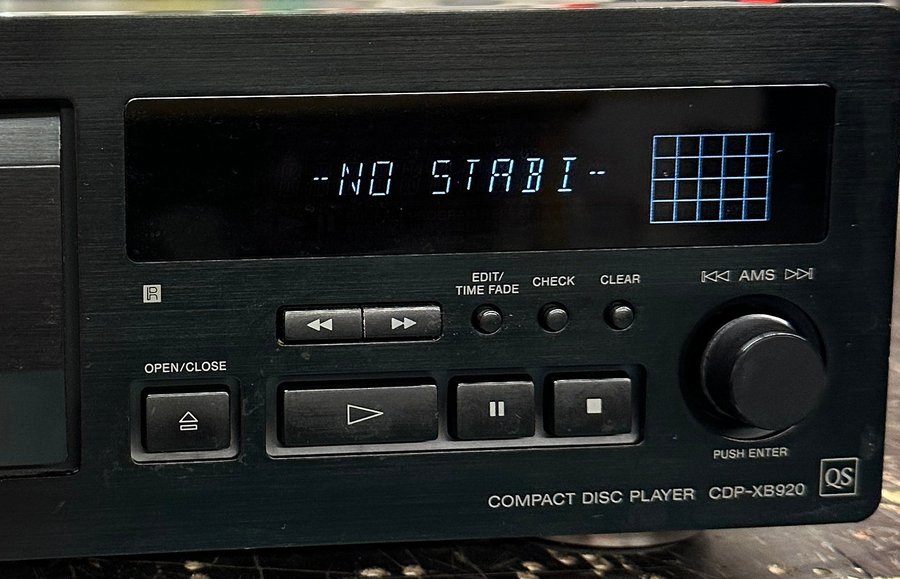 -NO STABI-
EDIT/
TIME FADE
CHECK
CLEAR
AMS
R
OPEN/CLOSE
PUSH ENTER
COMPACT DISC PLAYER CDP-XB920
QS